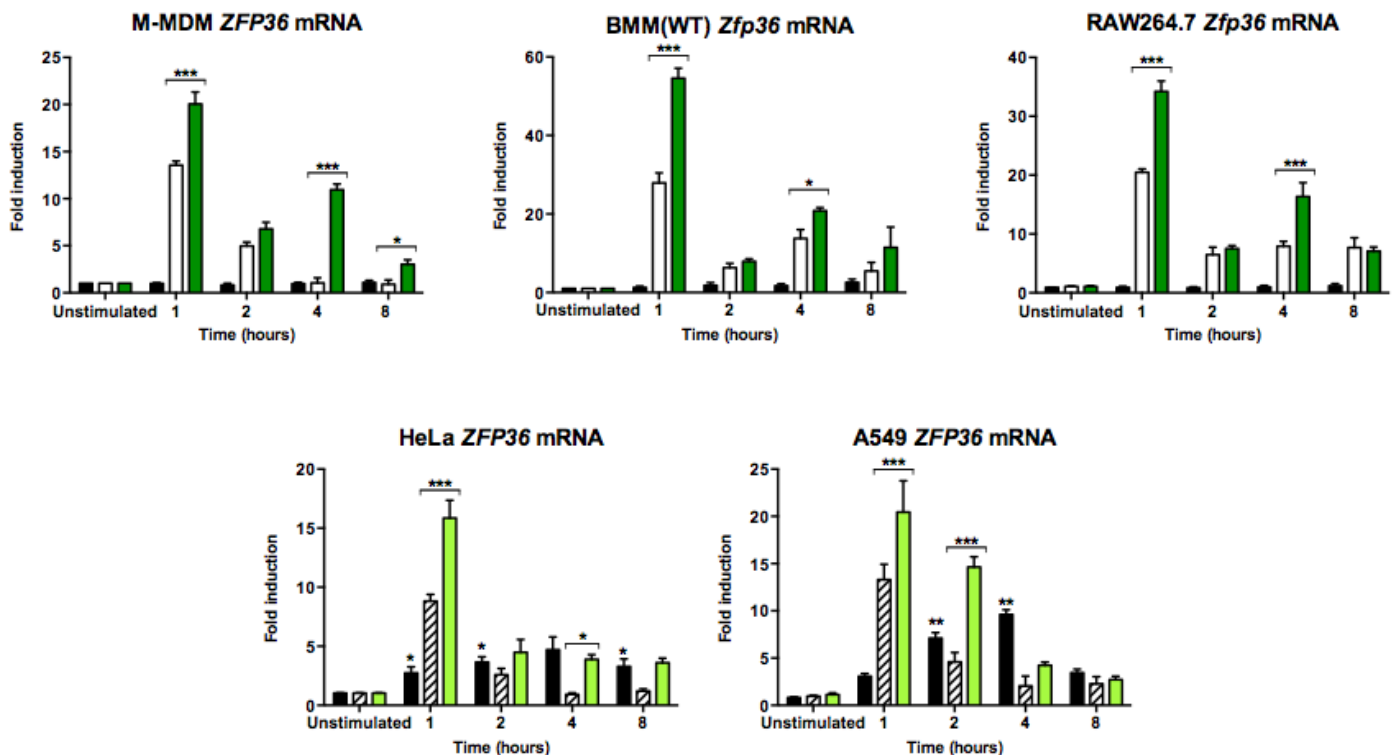 M-MDM ZFP36 mRNA
Fold induction
25
20
15
10
5
0
***
***
*
Unstimulated 1 2 4 8
Time (hours)
BMM(WT) Zfp36 mRNA
Fold induction
60
40
20
0
***
*
Unstimulated 1 2 4 8
Time (hours)
RAW264.7 Zfp36 mRNA
Fold induction
40
30
20
10
0
***
***
Unstimulated 1 2 4 8
Time (hours)
HeLa ZFP36 mRNA
Fold induction
20
15
10
5
0
***
* * * *
Unstimulated 1 2 4 8
Time (hours)
A549 ZFP36 mRNA
Fold induction
25
20
15
10
5
0
***
***
** **
Unstimulated 1 2 4 8
Time (hours)